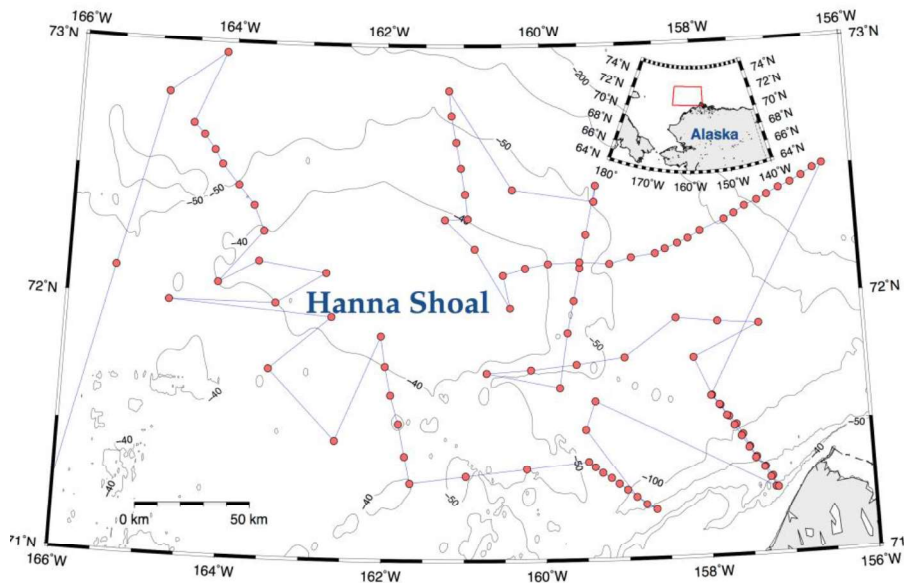 166˚W
164˚W
162˚W
160˚W
158˚W
156˚W
73˚N
73˚N
−200
74˚N
74˚N
72˚N
72˚N
70˚N
70˚N
68˚N
Alaska
68˚N
66˚N
66˚N
64˚N
64˚N
180˚
170˚W
160˚W
150˚W
140˚W
−50
−50
−50
−40
−40
72˚N
72˚N
Hanna Shoal
−50
−40
−40
−50
−40
−40
−50
−100
−40
−40
−50
0 km
50 km
71˚N
71˚
166˚W
164˚W
162˚W
160˚W
158˚W
156˚W